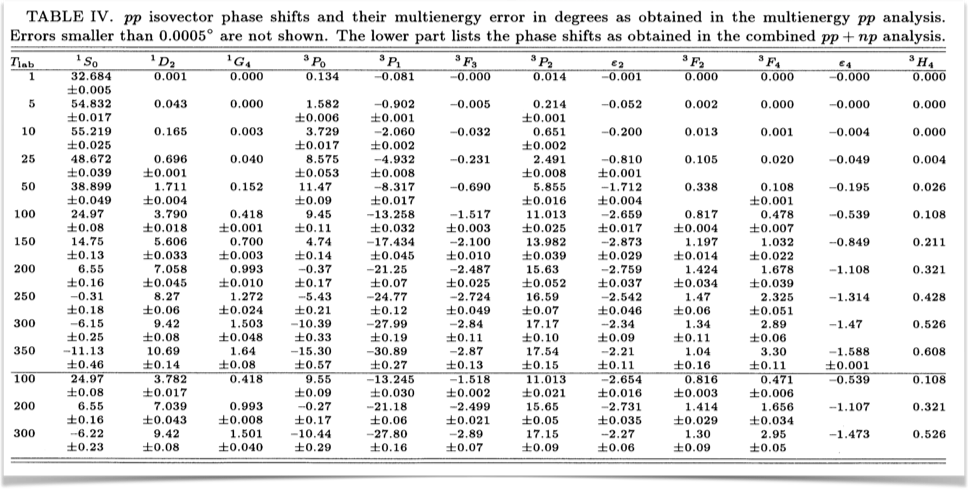 TABLE IV. pp isovector phase shifts and their multienergy error in degrees as obtained in the multienergy pp analysis.
Errors smaller than 0.0005° are not shown. The lower part lists the phase shifts as obtained in the combined pp + np analysis.
Tlab ¹S₀ ¹D₂ ¹G₄ ³P₀ ³P₁ ³F₃ ³P₂ ε₂ ³F₂ ³F₄ ε₄ ³H₄
1 32.684 0.001 0.000 0.134 −0.081 −0.000 0.014 −0.001 0.000 0.000 −0.000 0.000
±0.005
5 54.832 0.043 0.000 1.582 −0.902 −0.005 0.214 −0.052 0.002 0.000 −0.000 0.000
±0.017 ±0.006 ±0.001 ±0.001
10 55.219 0.165 0.003 3.729 −2.060 −0.032 0.651 −0.200 0.013 0.001 −0.004 0.000
±0.025 ±0.017 ±0.002 ±0.002
25 48.672 0.696 0.040 8.575 −4.932 −0.231 2.491 −0.810 0.105 0.020 −0.049 0.004
±0.039 ±0.001 ±0.053 ±0.008 ±0.008 ±0.001
50 38.899 1.711 0.152 11.47 −8.317 −0.690 5.855 −1.712 0.338 0.108 −0.195 0.026
±0.049 ±0.004 ±0.09 ±0.017 ±0.016 ±0.004 ±0.001
100 24.97 3.790 0.418 9.45 −13.258 −1.517 11.013 −2.659 0.817 0.478 −0.539 0.108
±0.08 ±0.018 ±0.001 ±0.11 ±0.032 ±0.003 ±0.025 ±0.017 ±0.004 ±0.007
150 14.75 5.606 0.700 4.74 −17.434 −2.100 13.982 −2.873 1.197 1.032 −0.849 0.211
±0.13 ±0.033 ±0.003 ±0.14 ±0.045 ±0.010 ±0.039 ±0.029 ±0.014 ±0.022
200 6.55 7.058 0.993 −0.37 −21.25 −2.487 15.63 −2.759 1.424 1.678 −1.108 0.321
±0.16 ±0.045 ±0.010 ±0.17 ±0.07 ±0.025 ±0.052 ±0.037 ±0.034 ±0.039
250 −0.31 8.27 1.272 −5.43 −24.77 −2.724 16.59 −2.542 1.47 2.325 −1.314 0.428
±0.18 ±0.06 ±0.024 ±0.21 ±0.12 ±0.049 ±0.07 ±0.046 ±0.06 ±0.051
300 −6.15 9.42 1.503 −10.39 −27.99 −2.84 17.17 −2.34 1.34 2.89 −1.47 0.526
±0.25 ±0.08 ±0.048 ±0.33 ±0.19 ±0.11 ±0.10 ±0.09 ±0.11 ±0.06
350 −11.13 10.69 1.64 −15.30 −30.89 −2.87 17.54 −2.21 1.04 3.30 −1.588 0.608
±0.46 ±0.14 ±0.08 ±0.57 ±0.27 ±0.13 ±0.15 ±0.11 ±0.16 ±0.11 ±0.001
100 24.97 3.782 0.418 9.55 −13.245 −1.518 11.013 −2.654 0.816 0.471 −0.539 0.108
±0.08 ±0.017 ±0.09 ±0.030 ±0.002 ±0.021 ±0.016 ±0.003 ±0.006
200 6.55 7.039 0.993 −0.27 −21.18 −2.499 15.65 −2.731 1.414 1.656 −1.107 0.321
±0.16 ±0.043 ±0.008 ±0.17 ±0.06 ±0.021 ±0.05 ±0.035 ±0.029 ±0.034
300 −6.22 9.42 1.501 −10.44 −27.80 −2.89 17.15 −2.27 1.30 2.95 −1.473 0.526
±0.23 ±0.08 ±0.040 ±0.29 ±0.16 ±0.07 ±0.09 ±0.06 ±0.09 ±0.05